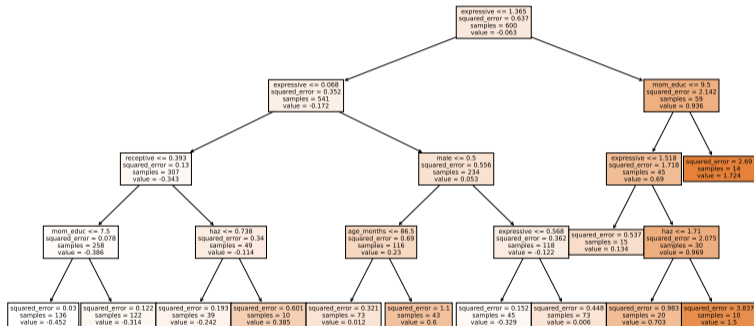 expressive <= 1.365
squared_error = 0.637
samples = 600
value = -0.063
expressive <= 0.068
squared_error = 0.352
samples = 541
value = -0.172
mom_educ <= 9.5
squared_error = 2.142
samples = 59
value = 0.936
receptive <= 0.393
squared_error = 0.13
samples = 307
value = -0.343
male <= 0.5
squared_error = 0.556
samples = 234
value = 0.053
expressive <= 1.518
squared_error = 1.718
samples = 45
value = 0.69
squared_error = 2.69
samples = 14
value = 1.724
mom_educ <= 7.5
squared_error = 0.078
samples = 258
value = -0.386
haz <= 0.738
squared_error = 0.34
samples = 49
value = -0.114
age_months <= 86.5
squared_error = 0.69
samples = 116
value = 0.23
expressive <= 0.568
squared_error = 0.362
samples = 118
value = -0.122
squared_error = 0.537
samples = 15
value = 0.134
haz <= 1.71
squared_error = 2.075
samples = 30
value = 0.969
squared_error = 0.03
samples = 136
value = -0.452
squared_error = 0.122
samples = 122
value = -0.314
squared_error = 0.193
samples = 39
value = -0.242
squared_error = 0.601
samples = 10
value = 0.385
squared_error = 0.321
samples = 73
value = 0.012
squared_error = 1.1
samples = 43
value = 0.6
squared_error = 0.152
samples = 45
value = -0.329
squared_error = 0.448
samples = 73
value = 0.006
squared_error = 0.983
samples = 20
value = 0.703
squared_error = 3.837
samples = 10
value = 1.5